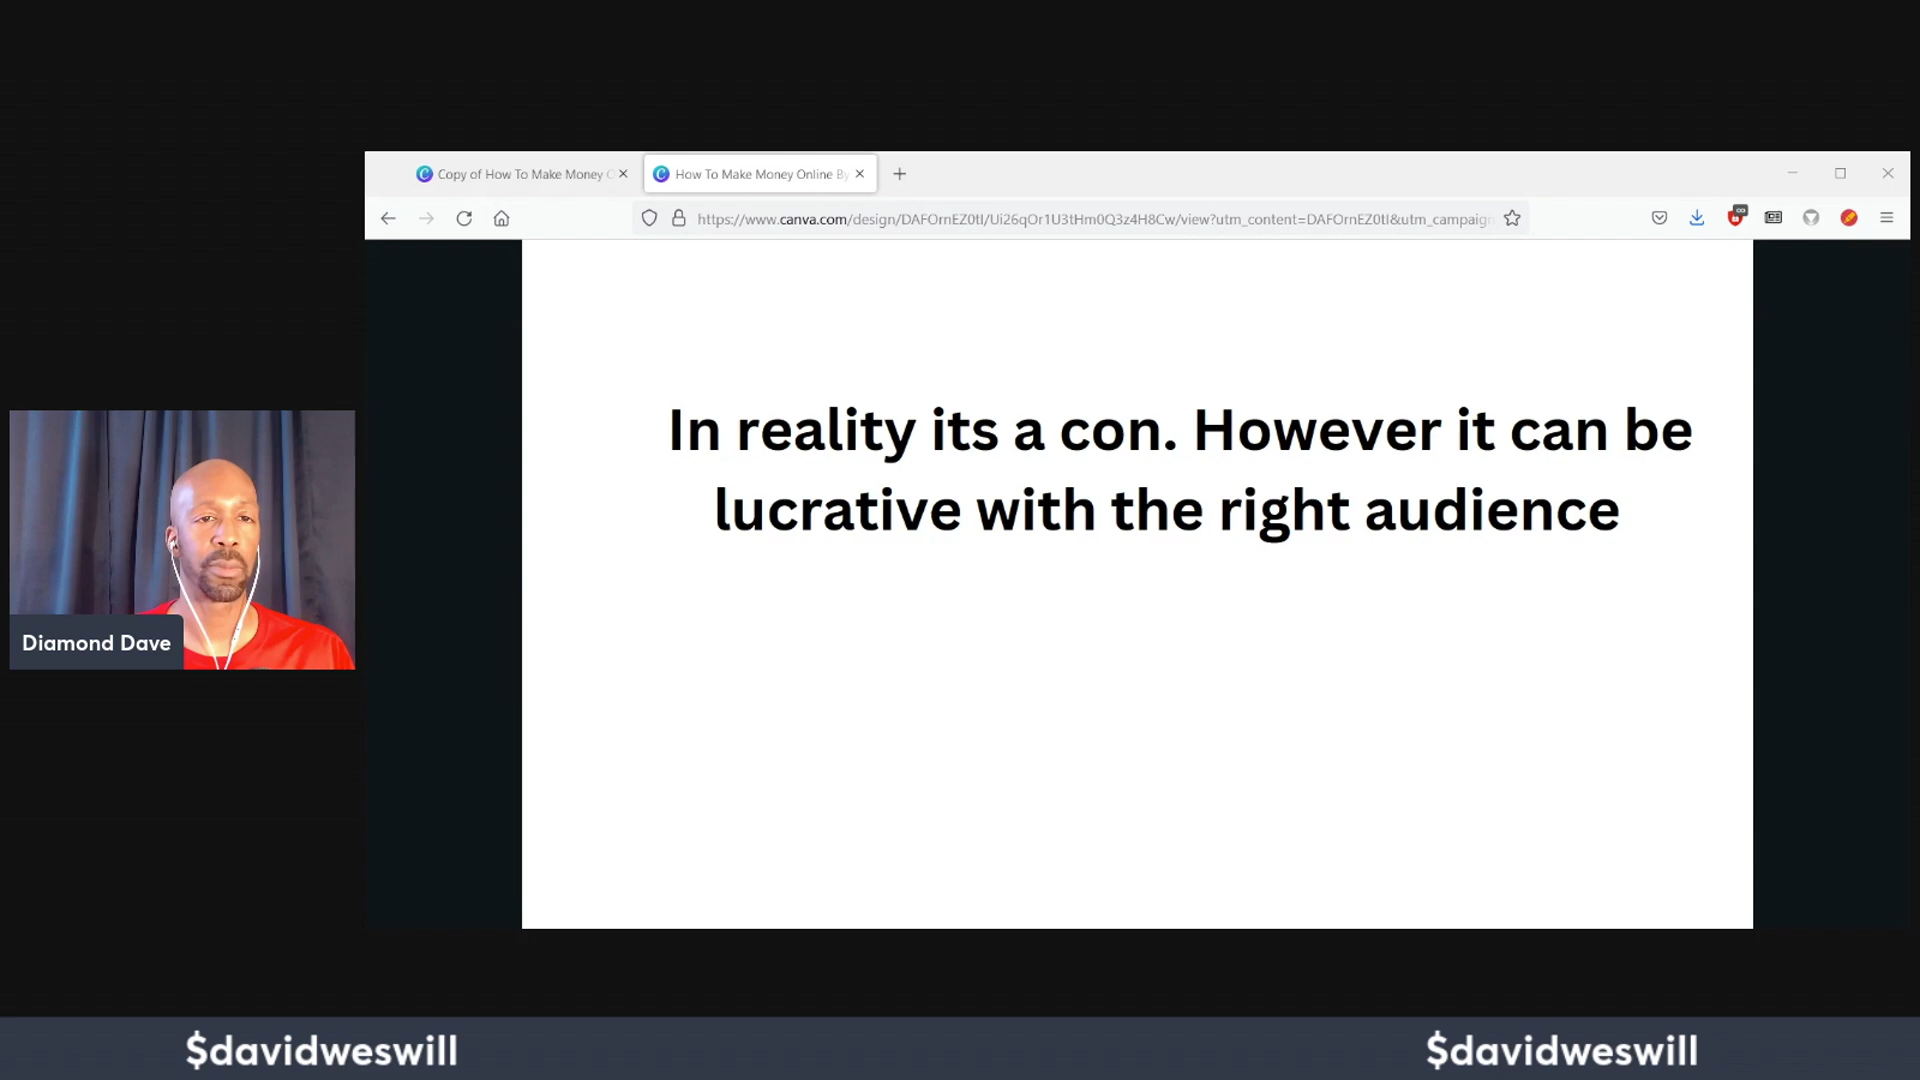 Copy of How To Make Money O
How To Make Money Online By
https://www.canva.com/design/DAFOrnEZ0tI/Ui26qOr1U3tHm0Q3z4H8Cw/view?utm_content=DAFOrnEZ0tI&utm_campaign
In reality its a con. However it can be
lucrative with the right audience
Diamond Dave
$davidweswill
$davidweswill